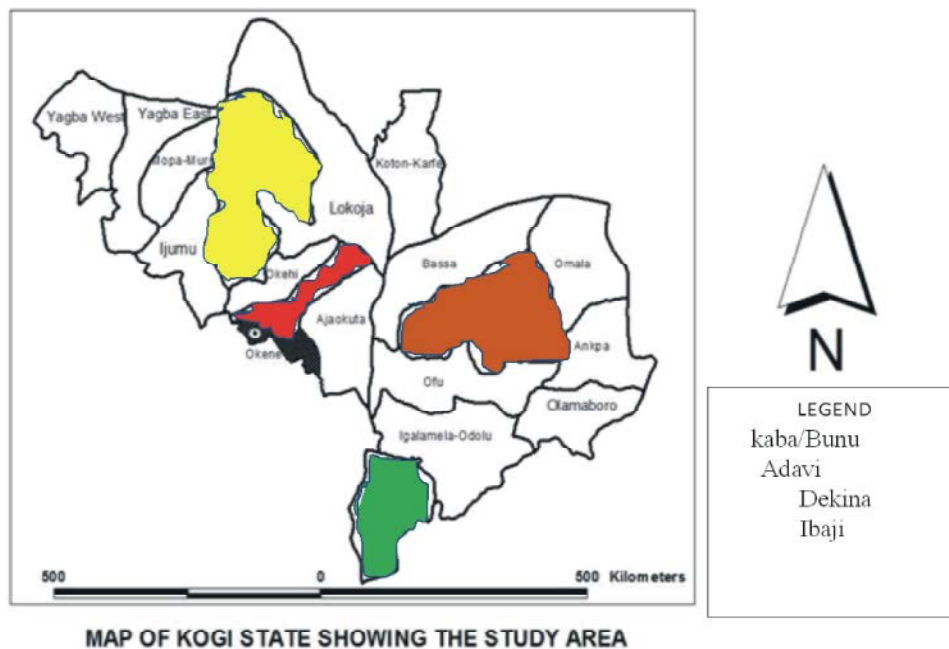 Yagba West
Yagba East
Mopa-Muro
Koton-Karfe
Lokoja
Ijumu
Okehi
Bassa
Omala
Ajaokuta
Okene
Ankpa
Ofu
Olamaboro
Igalamela-Odolu
500 0 500 Kilometers
N
LEGEND
kaba/Bunu
Adavi
Dekina
Ibaji
MAP OF KOGI STATE SHOWING THE STUDY AREA